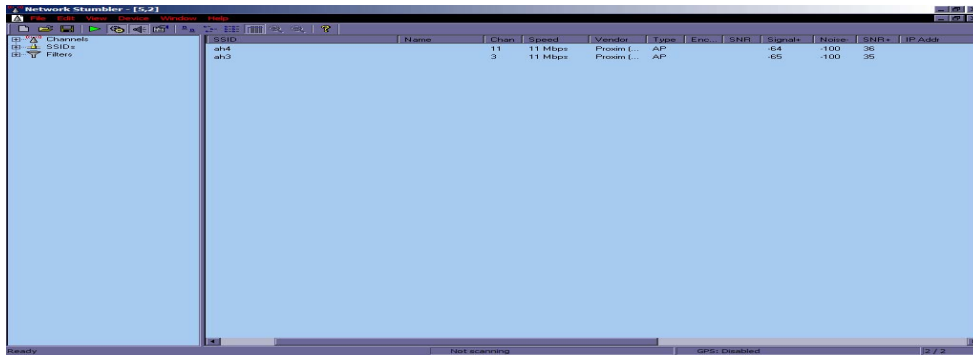 Network Stumbler - [5,2]
File Edit View Device Window Help
Channels
SSIDs
Filters
SSID Name Chan Speed Vendor Type Enc... SNR Signal+ Noise- SNR+ IP Addr
ah4 11 11 Mbps Proxim (... AP -64 -100 36
ah3 3 11 Mbps Proxim (... AP -65 -100 35
Ready Not scanning GPS: Disabled 2 / 2